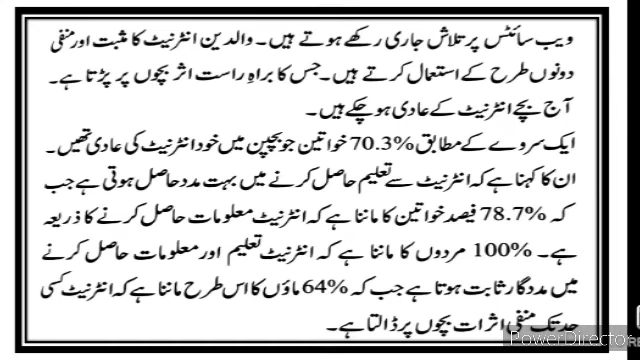 ویب سائٹس پر تلاش جاری رکھے ہوتے ہیں۔ والدین انٹرنیٹ کا مثبت اور منفی
دونوں طرح کے استعمال کرتے ہیں۔ جس کا براہِ راست اثر بچوں پر پڑتا ہے۔
آج بچے انٹرنیٹ کے عادی ہوچکے ہیں۔
ایک سروے کے مطابق %70.3 خواتین جو بچپن میں خود انٹرنیٹ کی عادی تھیں۔
ان کا کہنا ہے کہ انٹرنیٹ سے تعلیم حاصل کرنے میں بہت مدد حاصل ہوتی ہے جب
کہ %78.7 فیصد خواتین کا ماننا ہے کہ انٹرنیٹ معلومات حاصل کرنے کا ذریعہ
ہے۔ %100 مردوں کا ماننا ہے کہ انٹرنیٹ تعلیم اور معلومات حاصل کرنے
میں مددگار ثابت ہوتا ہے جب کہ %64 ماؤں کا اس طرح ماننا ہے کہ انٹرنیٹ کسی
حد تک منفی اثرات بچوں پر ڈالتا ہے۔
PowerDirector